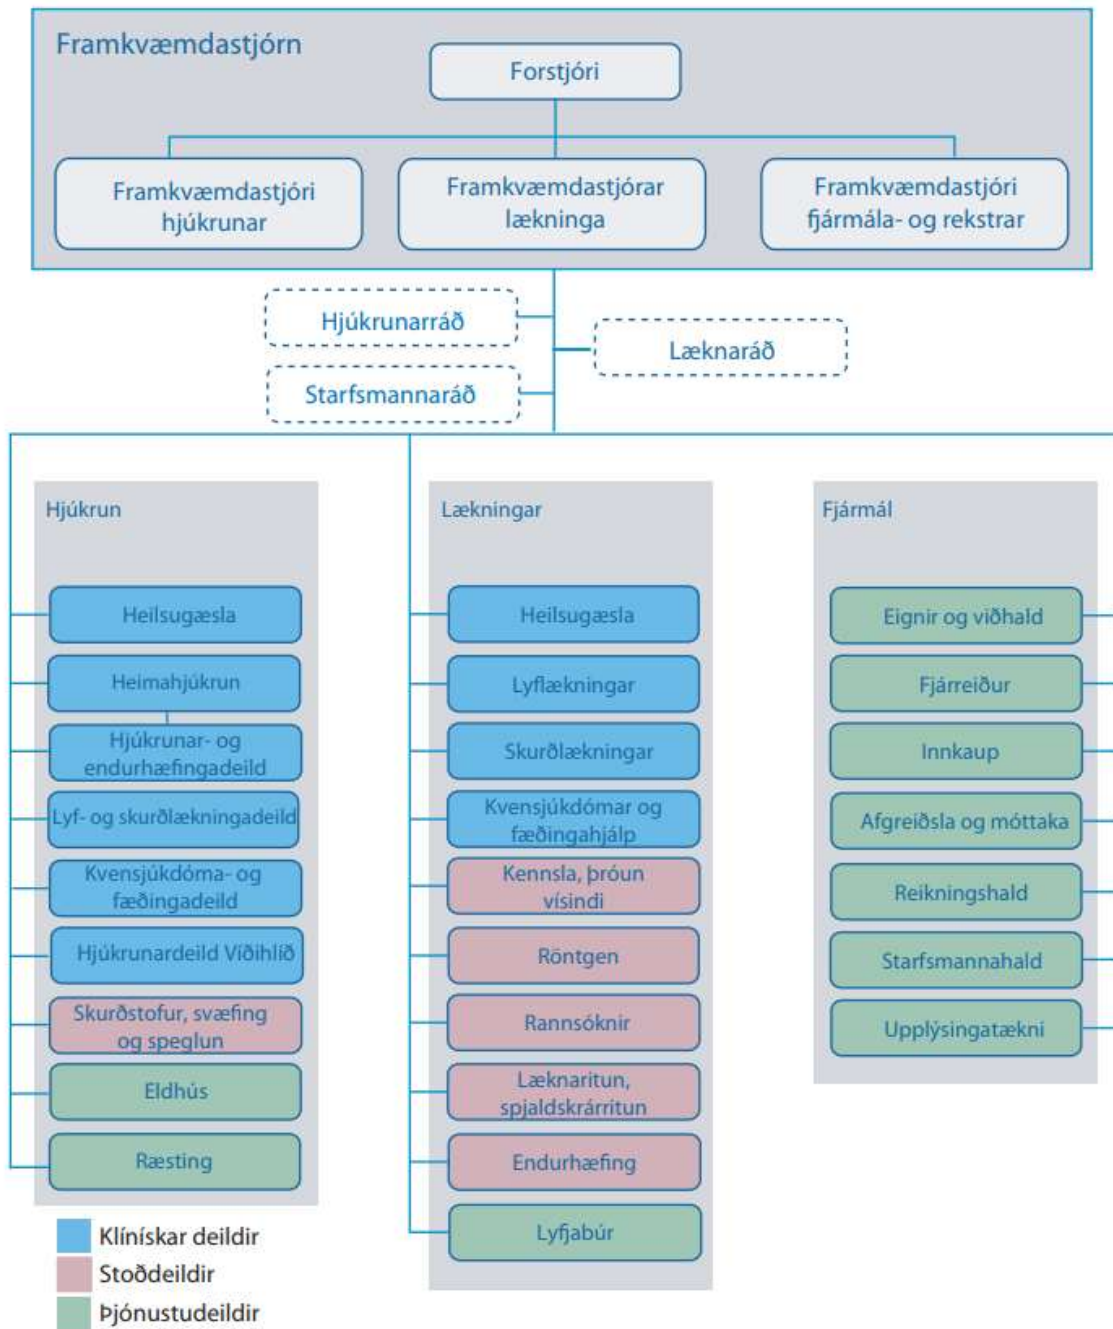 Framkvæmdastjórn
Forstjóri
Framkvæmdastjóri
hjúkrunar
Framkvæmdastjórar
lækninga
Framkvæmdastjóri
fjármála- og rekstrar
Hjúkrunarráð
Læknaráð
Starfsmannaráð
Hjúkrun
Heilsugæsla
Heimahjúkrun
Hjúkrunar- og
endurhæfingadeild
Lyf- og skurðlækningadeild
Kvensjúkdóma- og
fæðingadeild
Hjúkrunardeild Víðihlíð
Skurðstofur, svæfing
og speglun
Eldhús
Ræsting
Lækningar
Heilsugæsla
Lyflækningar
Skurðlækningar
Kvensjúkdómar og
fæðingahjálp
Kennsla, þróun
vísindi
Röntgen
Rannsóknir
Læknaritun,
spjaldskrárritun
Endurhæfing
Lyfjabúr
Fjármál
Eignir og viðhald
Fjárreiður
Innkaup
Afgreiðsla og móttaka
Reikningshald
Starfsmannahald
Upplýsingatækni
Klínískar deildir
Stoðdeildir
Þjónustudeildir